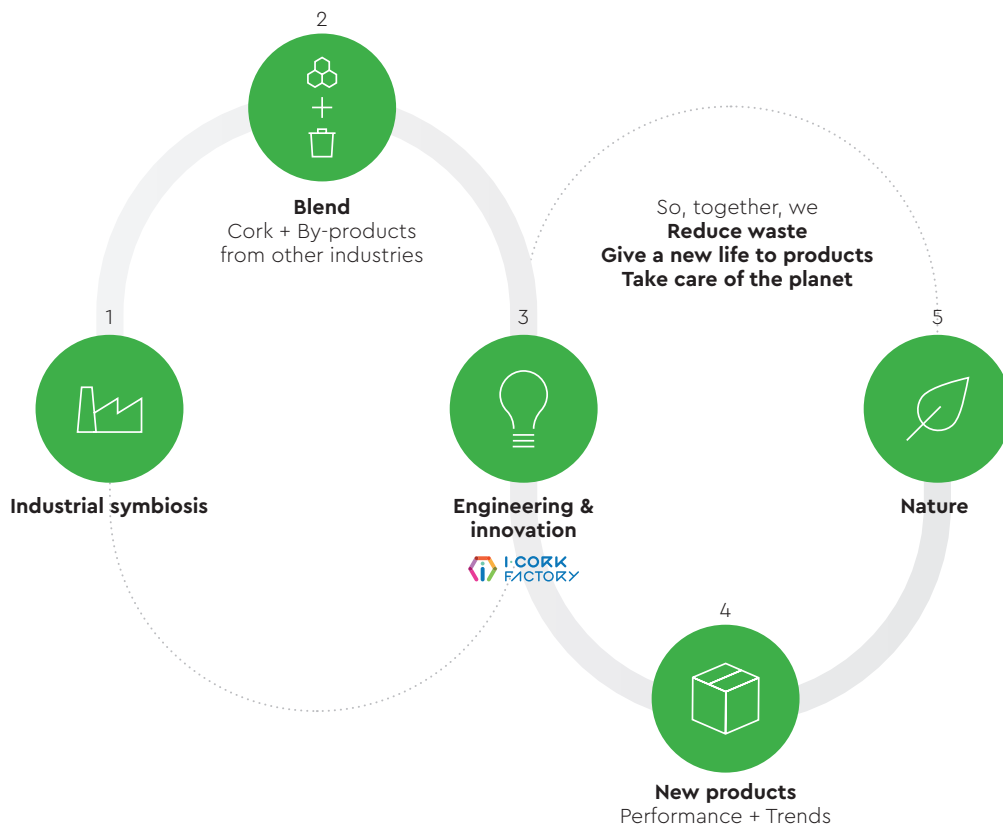 1
Industrial symbiosis
2
Blend
Cork + By-products
from other industries
3
Engineering &
innovation
I·CORK
FACTORY
4
New products
Performance + Trends
5
Nature
So, together, we
Reduce waste
Give a new life to products
Take care of the planet